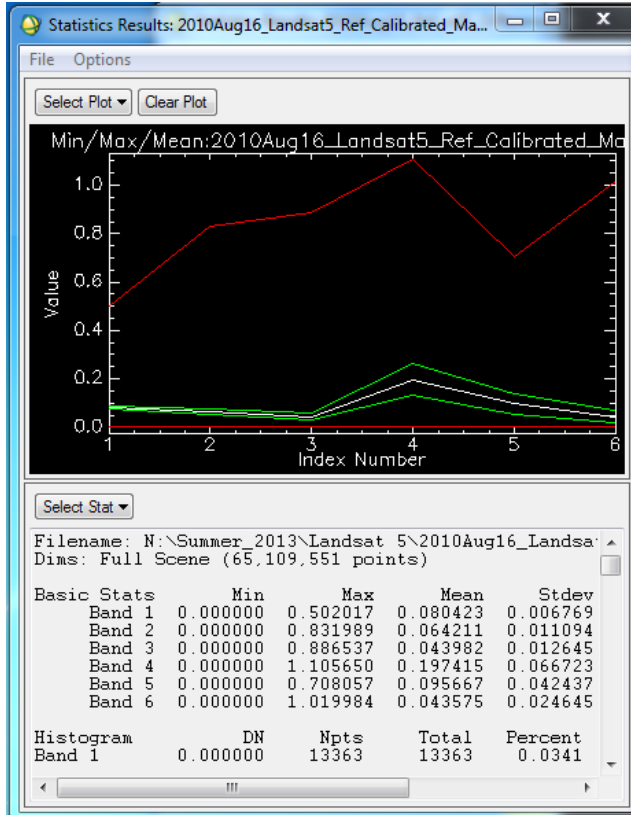 Statistics Results: 2010Aug16_Landsat5_Ref_Calibrated_Ma...
File Options
Select Plot Clear Plot
Min/Max/Mean:2010Aug16_Landsat5_Ref_Calibrated_Ma
1.0
0.8
0.6
0.4
0.2
0.0
Value
1 2 3 4 5 6
Index Number
Select Stat
Filename: N:\Summer_2013\Landsat 5\2010Aug16_Landsa
Dims: Full Scene (65,109,551 points)
Basic Stats Min Max Mean Stdev
Band 1 0.000000 0.502017 0.080423 0.006769
Band 2 0.000000 0.831989 0.064211 0.011094
Band 3 0.000000 0.886537 0.043982 0.012645
Band 4 0.000000 1.105650 0.197415 0.066723
Band 5 0.000000 0.708057 0.095667 0.042437
Band 6 0.000000 1.019984 0.043575 0.024645
Histogram DN Npts Total Percent
Band 1 0.000000 13363 13363 0.0341